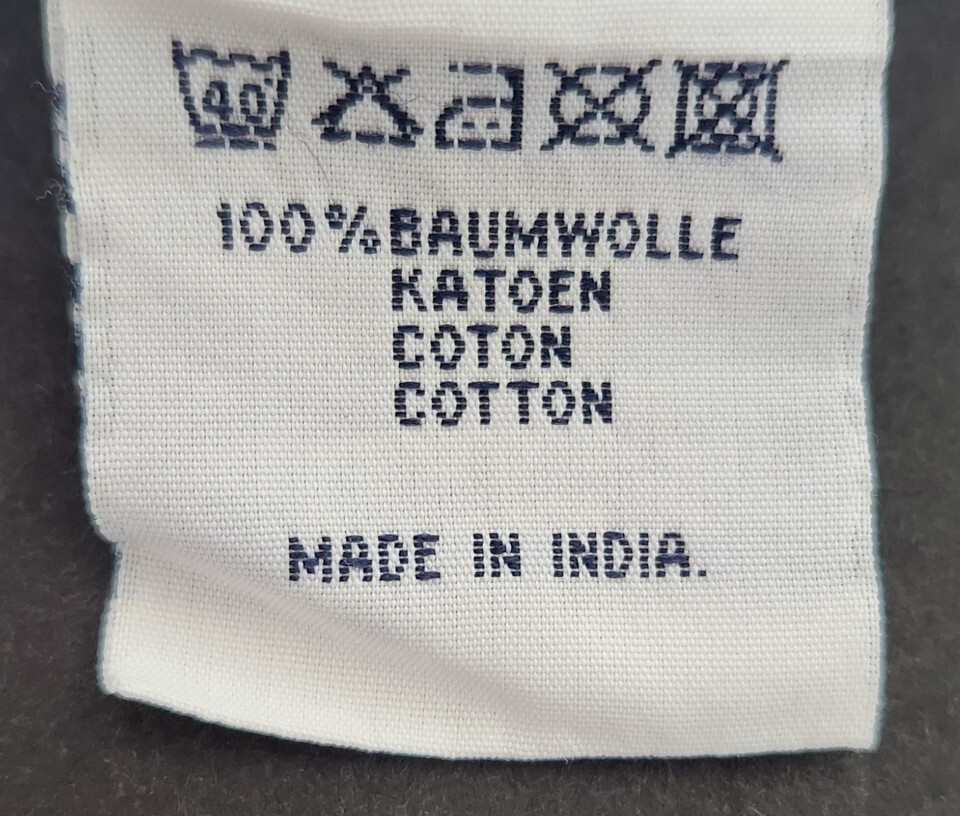 40
100%BAUMWOLLE
KATOEN
COTON
COTTON
MADE IN INDIA.